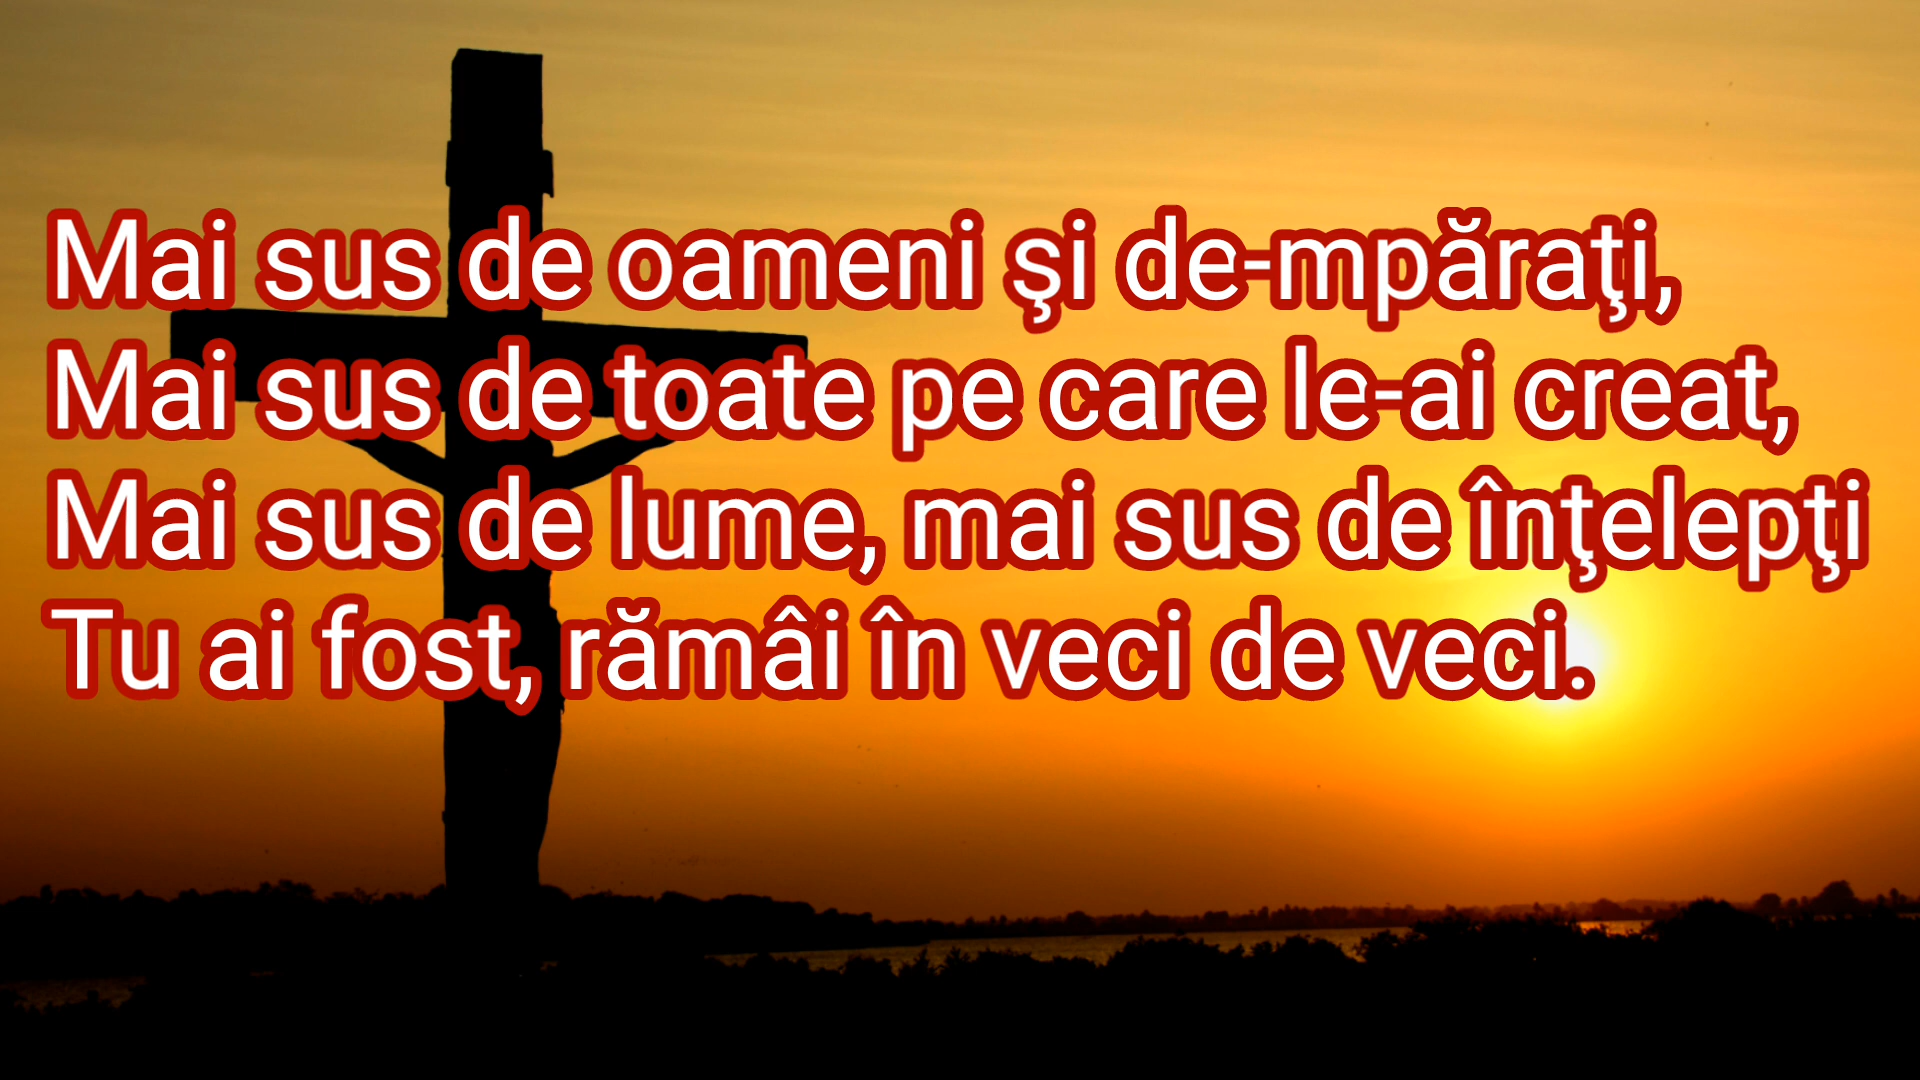 Mai sus de oameni şi de-mpăraţi,
Mai sus de toate pe care le-ai creat,
Mai sus de lume, mai sus de înţelepţi
Tu ai fost, rămâi în veci de veci.